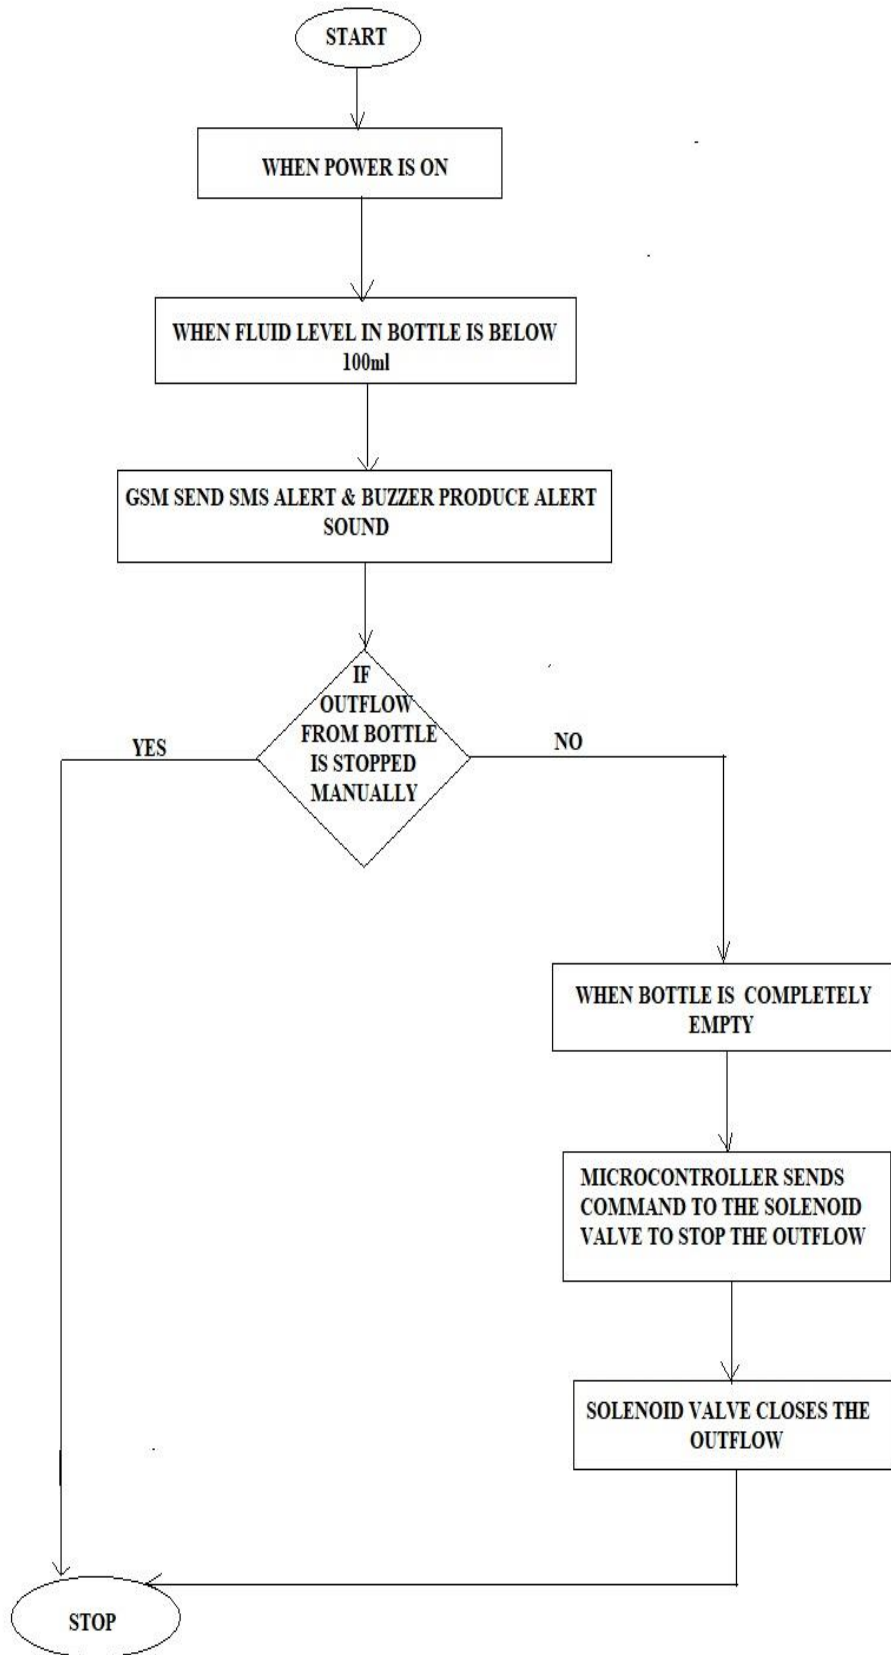 START
WHEN POWER IS ON
WHEN FLUID LEVEL IN BOTTLE IS BELOW
100ml
GSM SEND SMS ALERT & BUZZER PRODUCE ALERT
SOUND
IF
OUTFLOW
FROM BOTTLE
IS STOPPED
MANUALLY
YES
NO
WHEN BOTTLE IS COMPLETELY
EMPTY
MICROCONTROLLER SENDS
COMMAND TO THE SOLENOID
VALVE TO STOP THE OUTFLOW
SOLENOID VALVE CLOSES THE
OUTFLOW
STOP